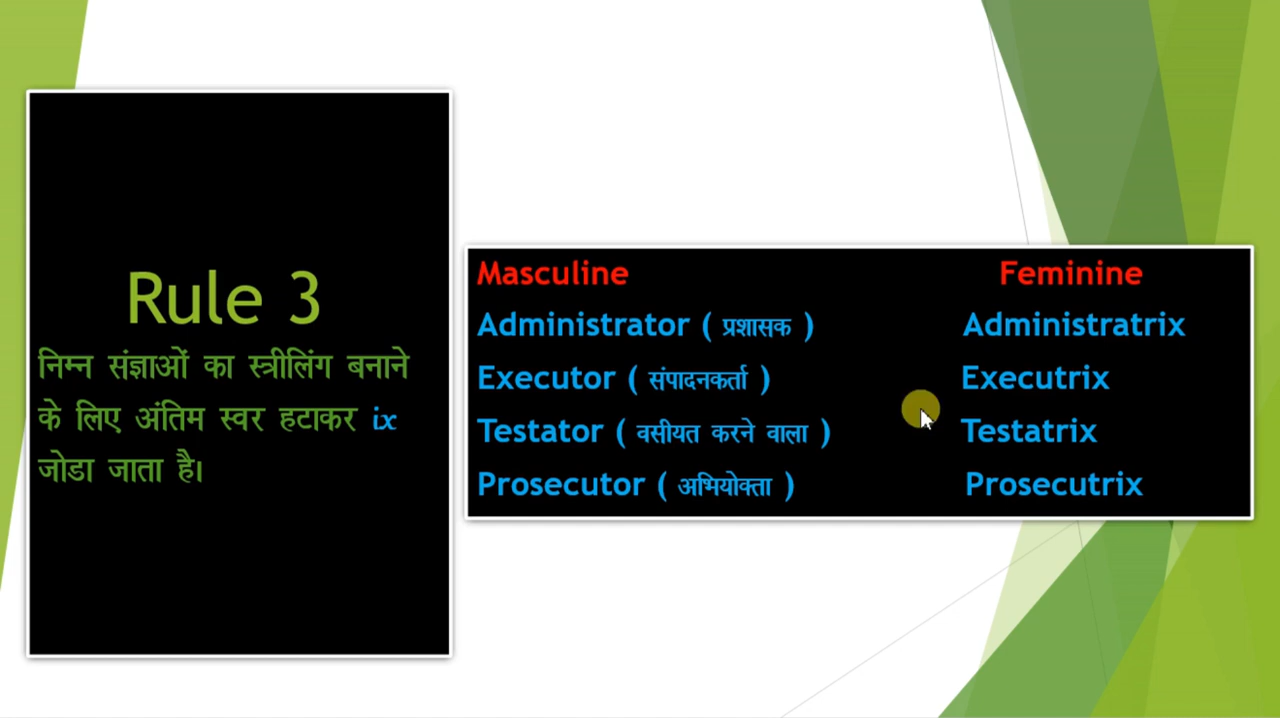 Rule 3
निम्न संज्ञाओं का स्त्रीलिंग बनाने
के लिए अंतिम स्वर हटाकर ix
जोडा जाता है।
Masculine Feminine
Administrator ( प्रशासक ) Administratrix
Executor ( संपादनकर्ता ) Executrix
Testator ( वसीयत करने वाला ) Testatrix
Prosecutor ( अभियोक्ता ) Prosecutrix